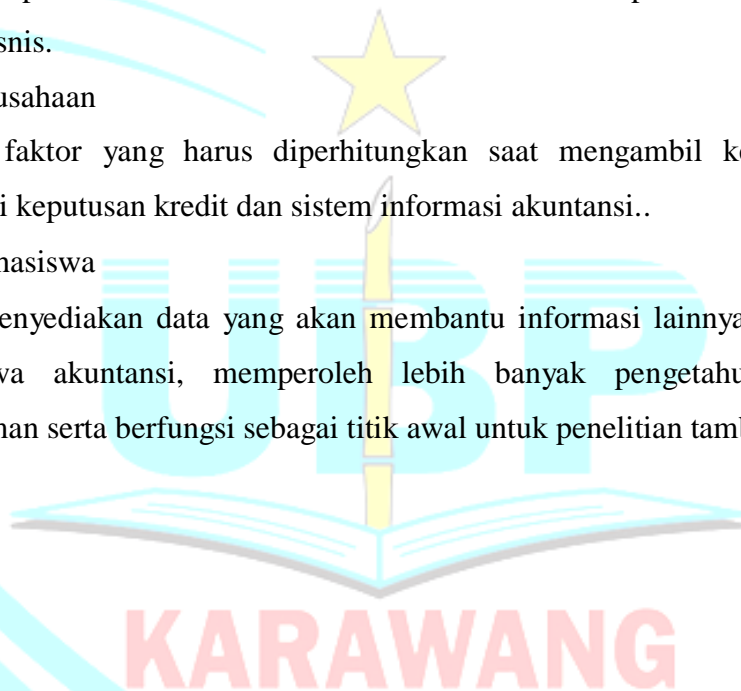 snis.
usahaan
faktor yang harus diperhitungkan saat mengambil ke
i keputusan kredit dan sistem informasi akuntansi..
hasiswa
enyediakan data yang akan membantu informasi lainnya
wa akuntansi, memperoleh lebih banyak pengetahu
han serta berfungsi sebagai titik awal untuk penelitian tamb
UBP
KARAWANG